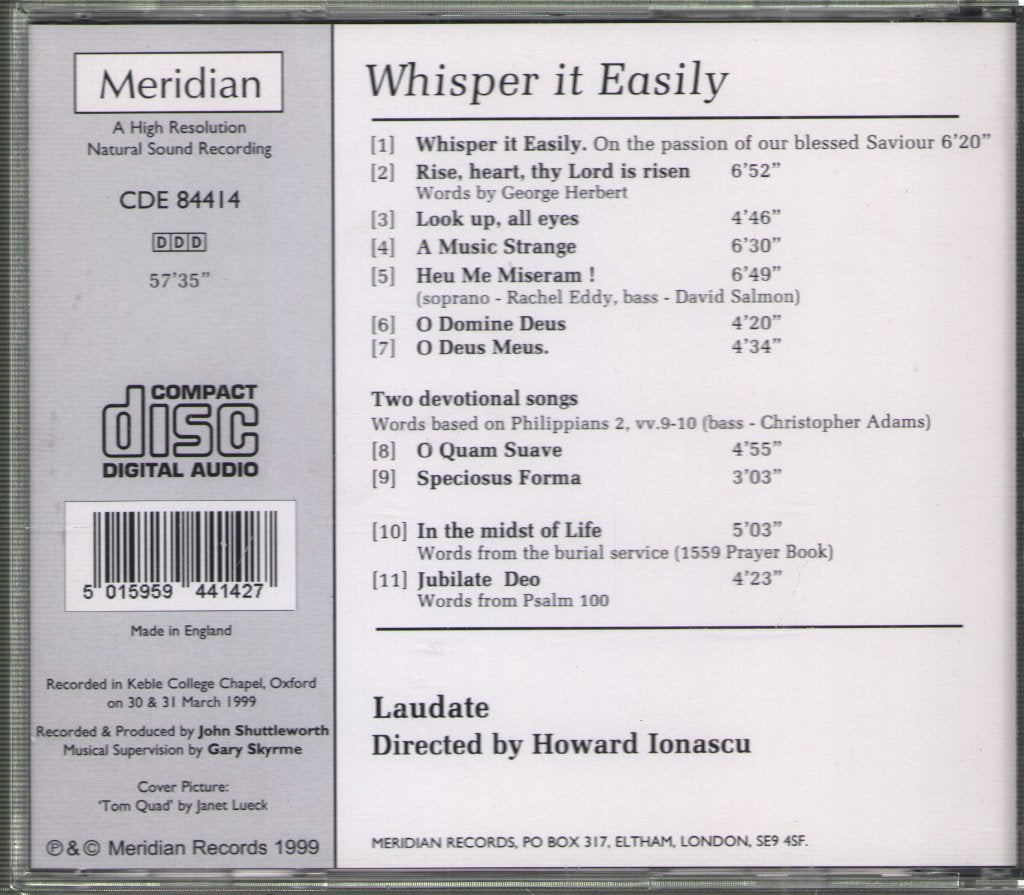 Meridian
A High Resolution
Natural Sound Recording
CDE 84414
DDD
57'35"
COMPACT
disc
DIGITAL AUDIO
5 015959 441427
Made in England
Recorded in Keble College Chapel, Oxford
on 30 & 31 March 1999
Recorded & Produced by John Shuttleworth
Musical Supervision by Gary Skyrme
Cover Picture:
'Tom Quad' by Janet Lueck
℗&© Meridian Records 1999
Whisper it Easily
[1] Whisper it Easily. On the passion of our blessed Saviour 6'20"
[2] Rise, heart, thy Lord is risen 6'52"
Words by George Herbert
[3] Look up, all eyes 4'46"
[4] A Music Strange 6'30"
[5] Heu Me Miseram ! 6'49"
(soprano - Rachel Eddy, bass - David Salmon)
[6] O Domine Deus 4'20"
[7] O Deus Meus. 4'34"
Two devotional songs
Words based on Philippians 2, vv.9-10 (bass - Christopher Adams)
[8] O Quam Suave 4'55"
[9] Speciosus Forma 3'03"
[10] In the midst of Life 5'03"
Words from the burial service (1559 Prayer Book)
[11] Jubilate Deo 4'23"
Words from Psalm 100
Laudate
Directed by Howard Ionascu
MERIDIAN RECORDS, PO BOX 317, ELTHAM, LONDON, SE9 4SF.